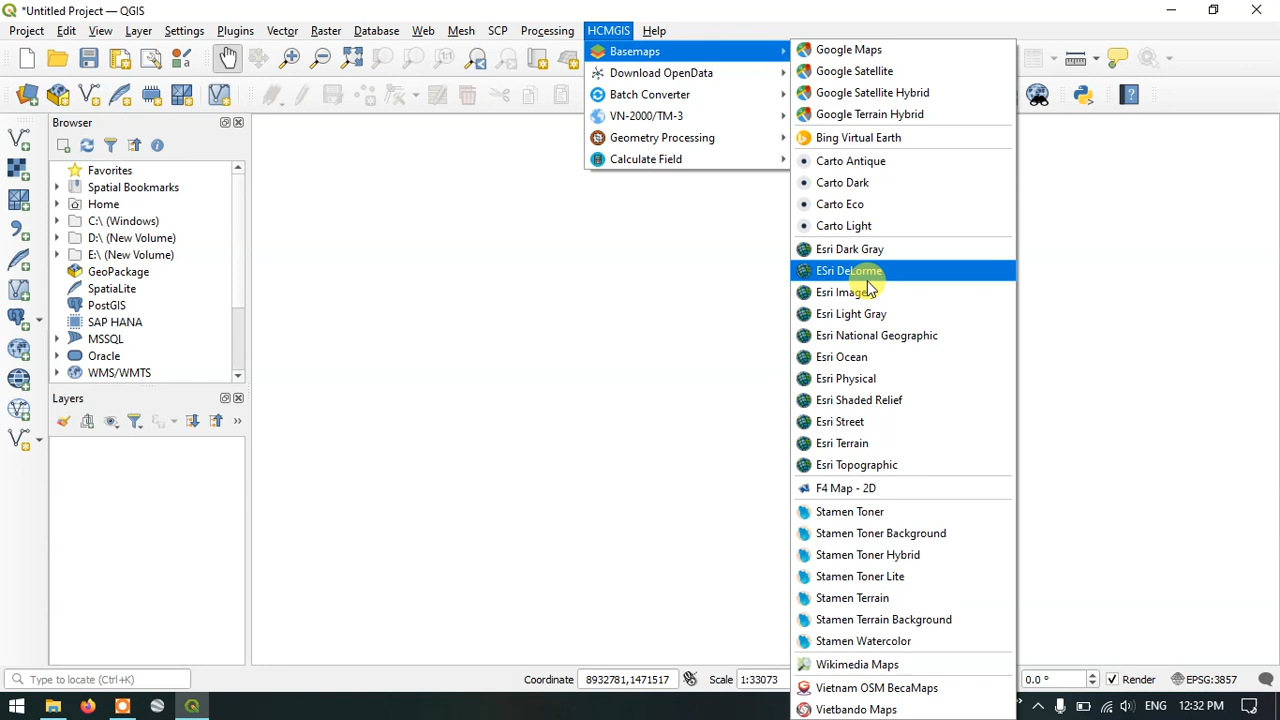 *Untitled Project — QGIS
Project Edit View Layer Settings Plugins Vector Raster Database Web Mesh SCP Processing HCMGIS Help
Basemaps
Download OpenData
Batch Converter
VN-2000/TM-3
Geometry Processing
Calculate Field
Google Maps
Google Satellite
Google Satellite Hybrid
Google Terrain Hybrid
Bing Virtual Earth
Carto Antique
Carto Dark
Carto Eco
Carto Light
Esri Dark Gray
ESri DeLorme
Esri Imagery
Esri Light Gray
Esri National Geographic
Esri Ocean
Esri Physical
Esri Shaded Relief
Esri Street
Esri Terrain
Esri Topographic
F4 Map - 2D
Stamen Toner
Stamen Toner Background
Stamen Toner Hybrid
Stamen Toner Lite
Stamen Terrain
Stamen Terrain Background
Stamen Watercolor
Wikimedia Maps
Vietnam OSM BecaMaps
Vietbando Maps
Browser
Favorites
Spatial Bookmarks
Home
C:\ (Windows)
D:\ (New Volume)
E:\ (New Volume)
GeoPackage
SpatiaLite
PostGIS
SAP HANA
MSSQL
Oracle
WMS/WMTS
Layers
Type to locate (Ctrl+K)
Coordinate 8932781,1471517 Scale 1:33073 0.0 ° Render EPSG:3857
ENG 12:32 PM